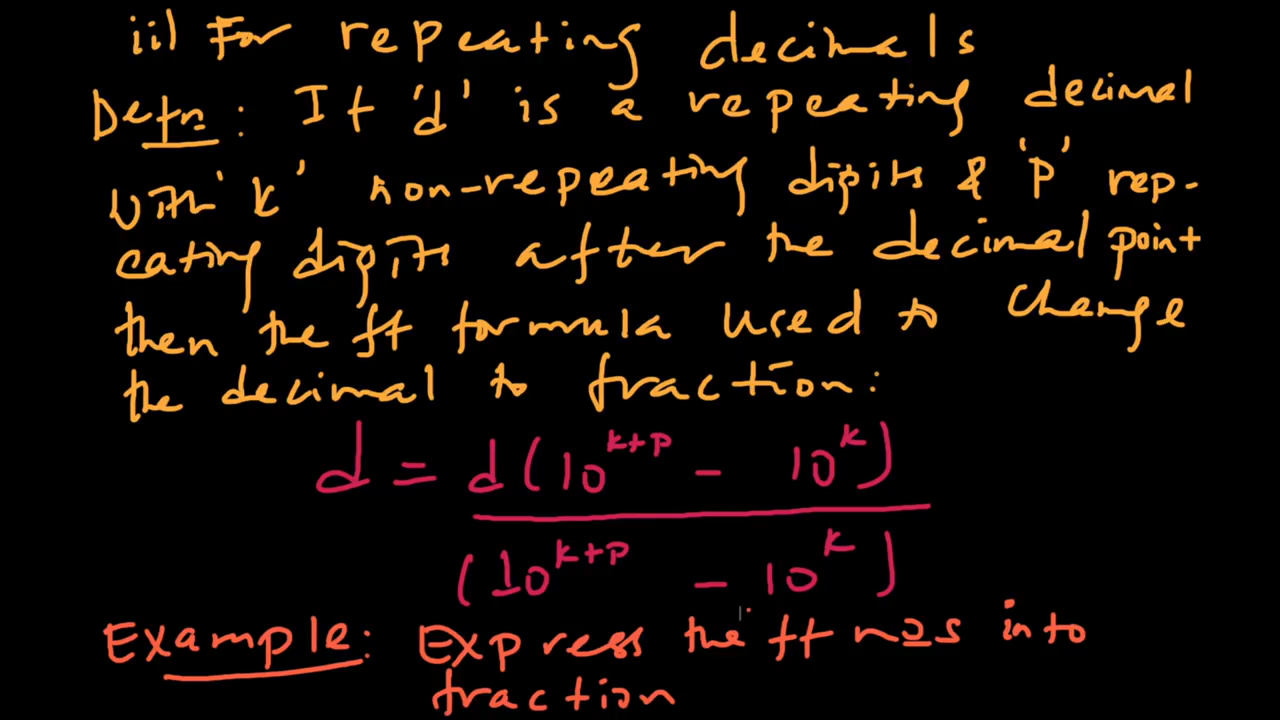 iii) For repeating decimals
Defn: If 'd' is a repeating decimal
with 'k' non-repeating digits & 'p' rep-
eating digits after the decimal point
then the ff formula used to change
the decimal to fraction:
d = d(10^{k+p} - 10^k)
(10^{k+p} - 10^k)
Example: Express the ff nos into
fraction